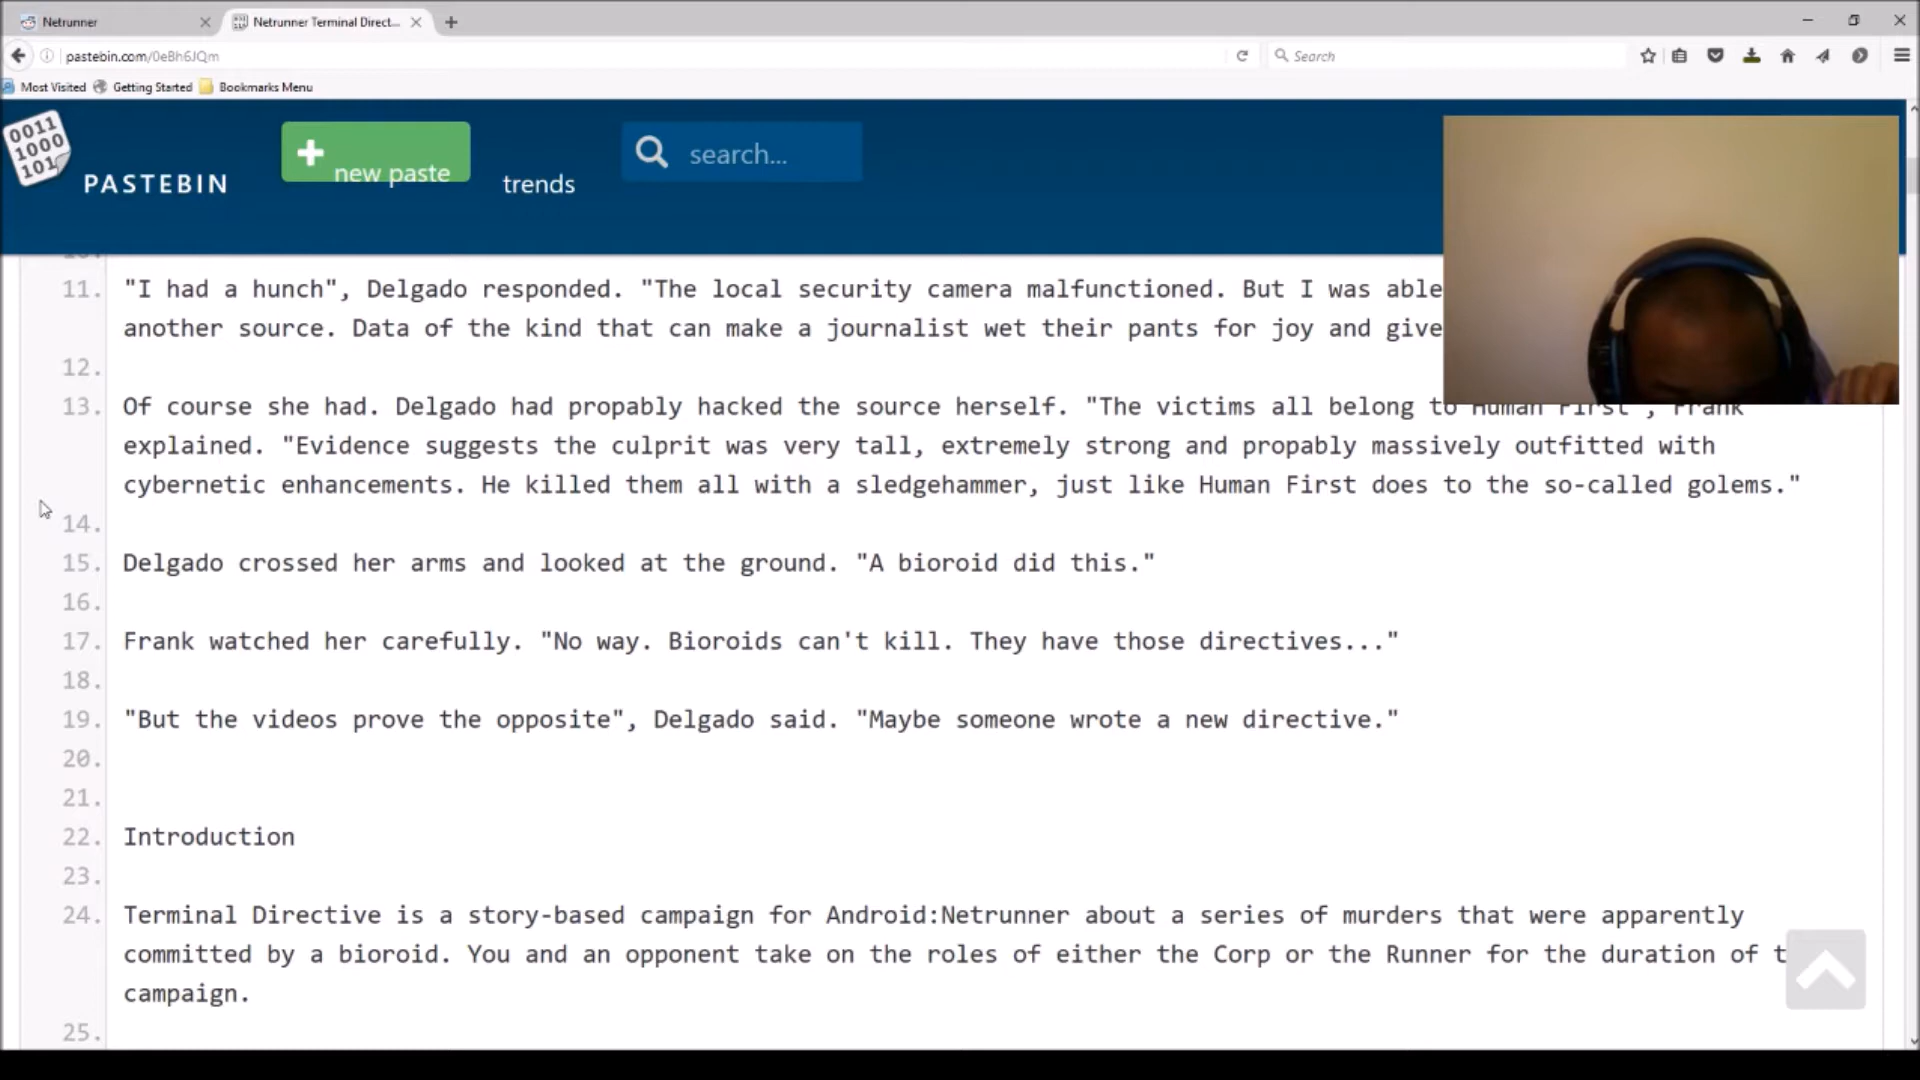 Netrunner
Netrunner Terminal Direct...
pastebin.com/0eBh6JQm
Search
Most Visited
Getting Started
Bookmarks Menu
0011
1000
101
PASTEBIN
new paste
trends
search...
11. "I had a hunch", Delgado responded. "The local security camera malfunctioned. But I was able
another source. Data of the kind that can make a journalist wet their pants for joy and give
12.
13. Of course she had. Delgado had propably hacked the source herself. "The victims all belong to Human First", Frank
explained. "Evidence suggests the culprit was very tall, extremely strong and propably massively outfitted with
cybernetic enhancements. He killed them all with a sledgehammer, just like Human First does to the so-called golems."
14.
15. Delgado crossed her arms and looked at the ground. "A bioroid did this."
16.
17. Frank watched her carefully. "No way. Bioroids can't kill. They have those directives..."
18.
19. "But the videos prove the opposite", Delgado said. "Maybe someone wrote a new directive."
20.
21.
22. Introduction
23.
24. Terminal Directive is a story-based campaign for Android:Netrunner about a series of murders that were apparently
committed by a bioroid. You and an opponent take on the roles of either the Corp or the Runner for the duration of t
campaign.
25.